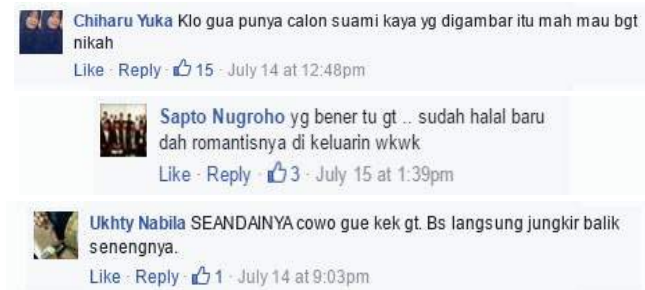 Chiharu Yuka Klo gua punya calon suami kaya yg digambar itu mah mau bgt
nikah
Like · Reply · 15 · July 14 at 12:48pm
Sapto Nugroho yg bener tu gt .. sudah halal baru
dah romantisnya di keluarin wkwk
Like · Reply · 3 · July 15 at 1:39pm
Ukhty Nabila SEANDAINYA cowo gue kek gt. Bs langsung jungkir balik
senengnya.
Like · Reply · 1 · July 14 at 9:03pm